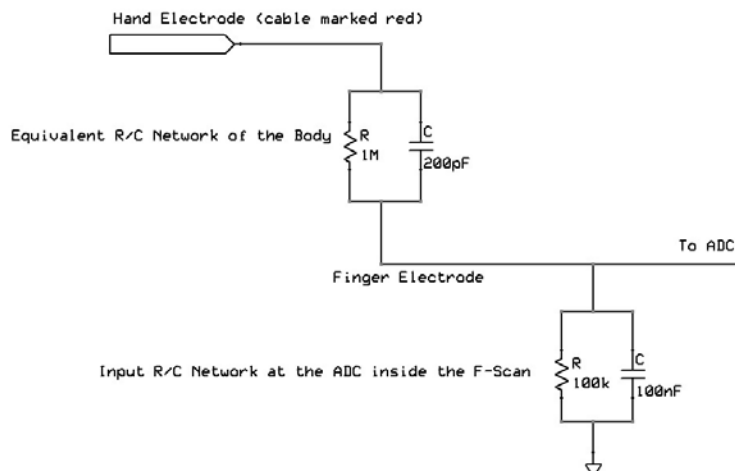 Hand Electrode (cable marked red)
Equivalent R/C Network of the Body
R
1M
C
200pF
To ADC
Finger Electrode
Input R/C Network at the ADC inside the F-Scan
R
100k
C
100nF